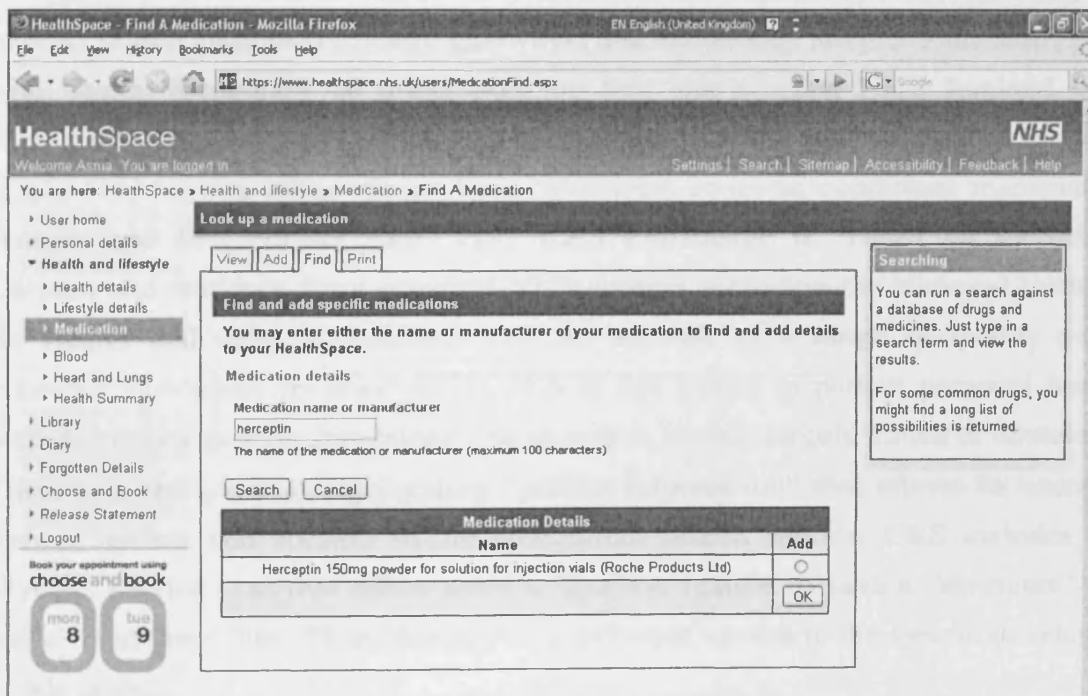 HealthSpace - Find A Medication - Mozilla Firefox
EN English (United Kingdom)
File Edit View History Bookmarks Tools Help
HS https://www.healthspace.nhs.uk/users/MedicationFind.aspx
G Google
HealthSpace
NHS
Welcome Asma. You are logged in
Settings | Search | Sitemap | Accessibility | Feedback | Help
You are here: HealthSpace » Health and lifestyle » Medication » Find A Medication
User home
Personal details
Health and lifestyle
Health details
Lifestyle details
Medication
Blood
Heart and Lungs
Health Summary
Library
Diary
Forgotten Details
Choose and Book
Release Statement
Logout
Book your appointment using
choose and book
mon tue
8 9
Look up a medication
View Add Find Print
Find and add specific medications
You may enter either the name or manufacturer of your medication to find and add details
to your HealthSpace.
Medication details
Medication name or manufacturer
herceptin
The name of the medication or manufacturer (maximum 100 characters)
Search Cancel
Medication Details
Name Add
Herceptin 150mg powder for solution for injection vials (Roche Products Ltd)
OK
Searching
You can run a search against
a database of drugs and
medicines. Just type in a
search term and view the
results.
For some common drugs, you
might find a long list of
possibilities is returned.